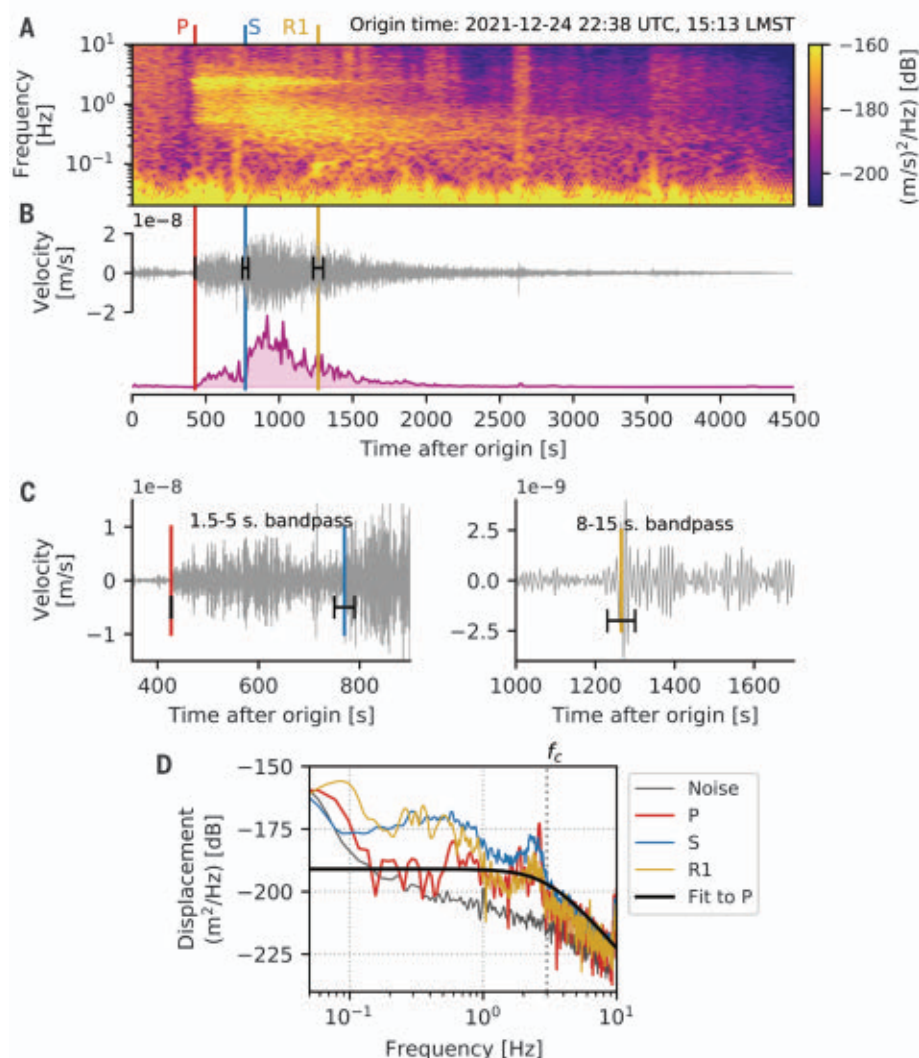 A
P
S
R1
Origin time: 2021-12-24 22:38 UTC, 15:13 LMST
Frequency
[Hz]
10^1
10^0
10^-1
−160
−180
−200
(m/s)^2/Hz) [dB]
B
1e−8
Velocity
[m/s]
2
0
−2
0 500 1000 1500 2000 2500 3000 3500 4000 4500
Time after origin [s]
C
1e−8
1.5-5 s. bandpass
Velocity
[m/s]
1
0
−1
400 600 800
Time after origin [s]
1e−9
8-15 s. bandpass
2.5
0.0
−2.5
1000 1200 1400 1600
Time after origin [s]
D
f_c
Displacement
(m^2/Hz) [dB]
−150
−175
−200
−225
10^-1 10^0 10^1
Frequency [Hz]
Noise
P
S
R1
Fit to P